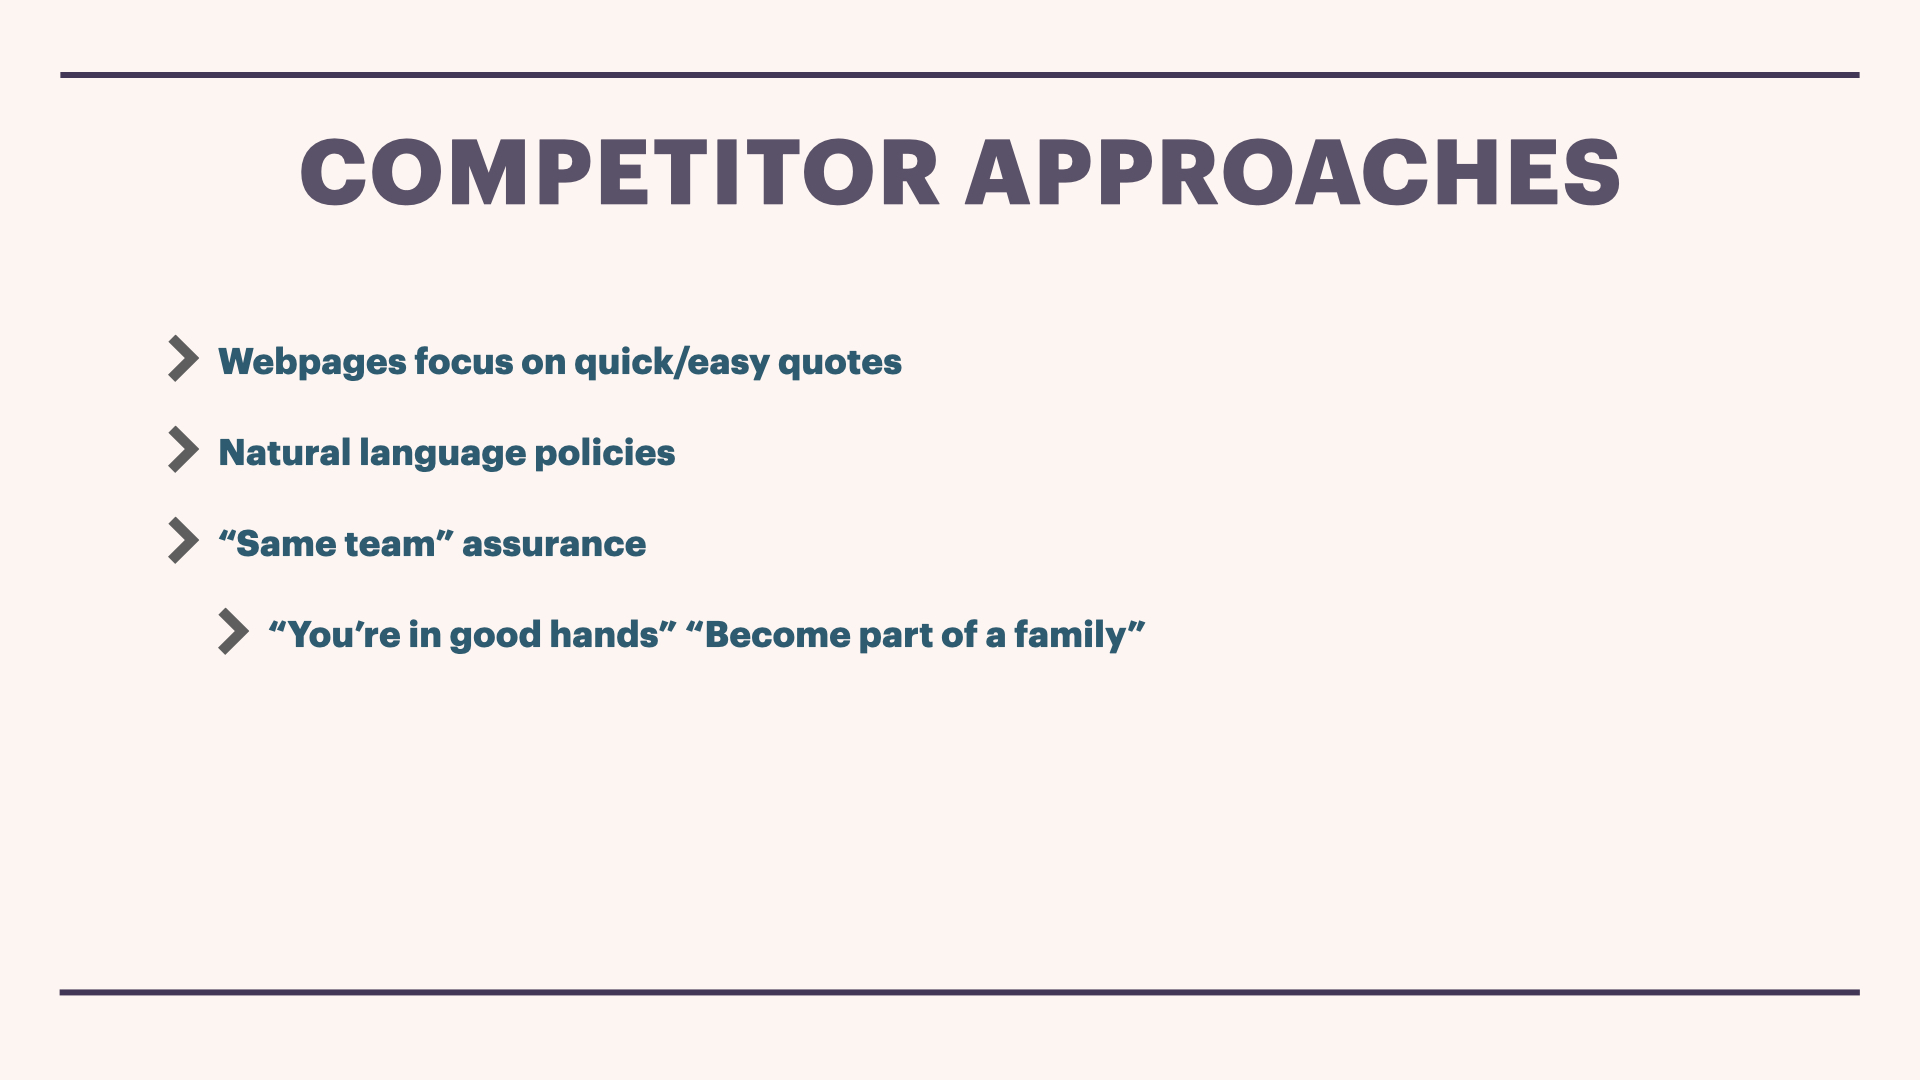 COMPETITOR APPROACHES
Webpages focus on quick/easy quotes
Natural language policies
“Same team” assurance
“You’re in good hands” “Become part of a family”